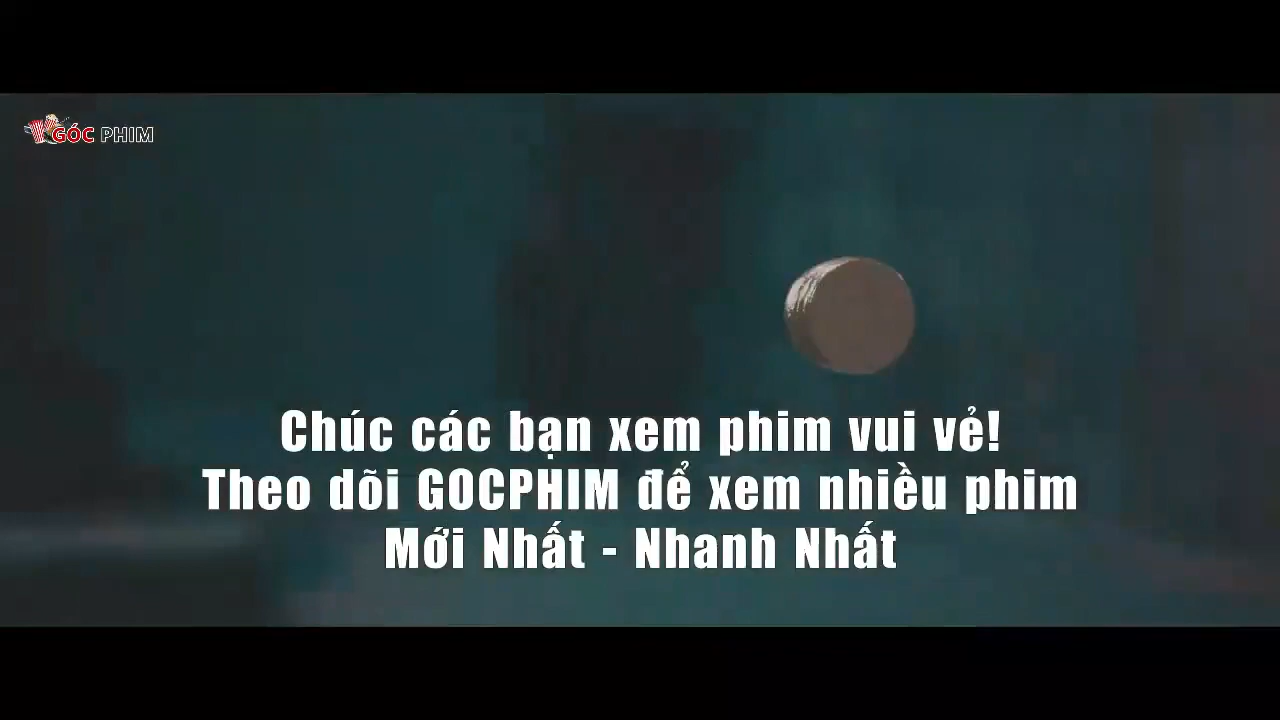 GÓC PHIM
Chúc các bạn xem phim vui vẻ!
Theo dõi GOCPHIM để xem nhiều phim
Mới Nhất - Nhanh Nhất